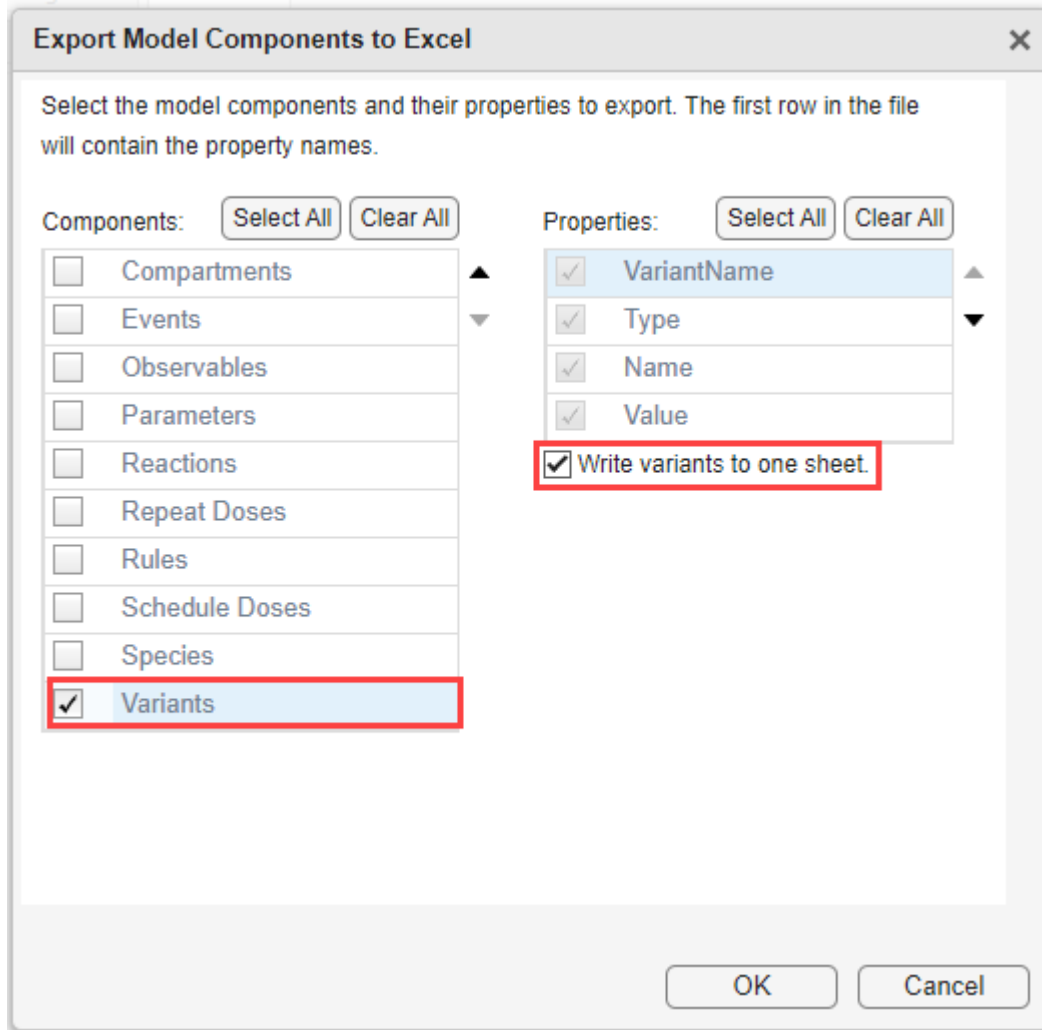 Export Model Components to Excel
Select the model components and their properties to export. The first row in the file
will contain the property names.
Components: Select All Clear All
Properties: Select All Clear All
Compartments
Events
Observables
Parameters
Reactions
Repeat Doses
Rules
Schedule Doses
Species
Variants
VariantName
Type
Name
Value
Write variants to one sheet.
OK Cancel